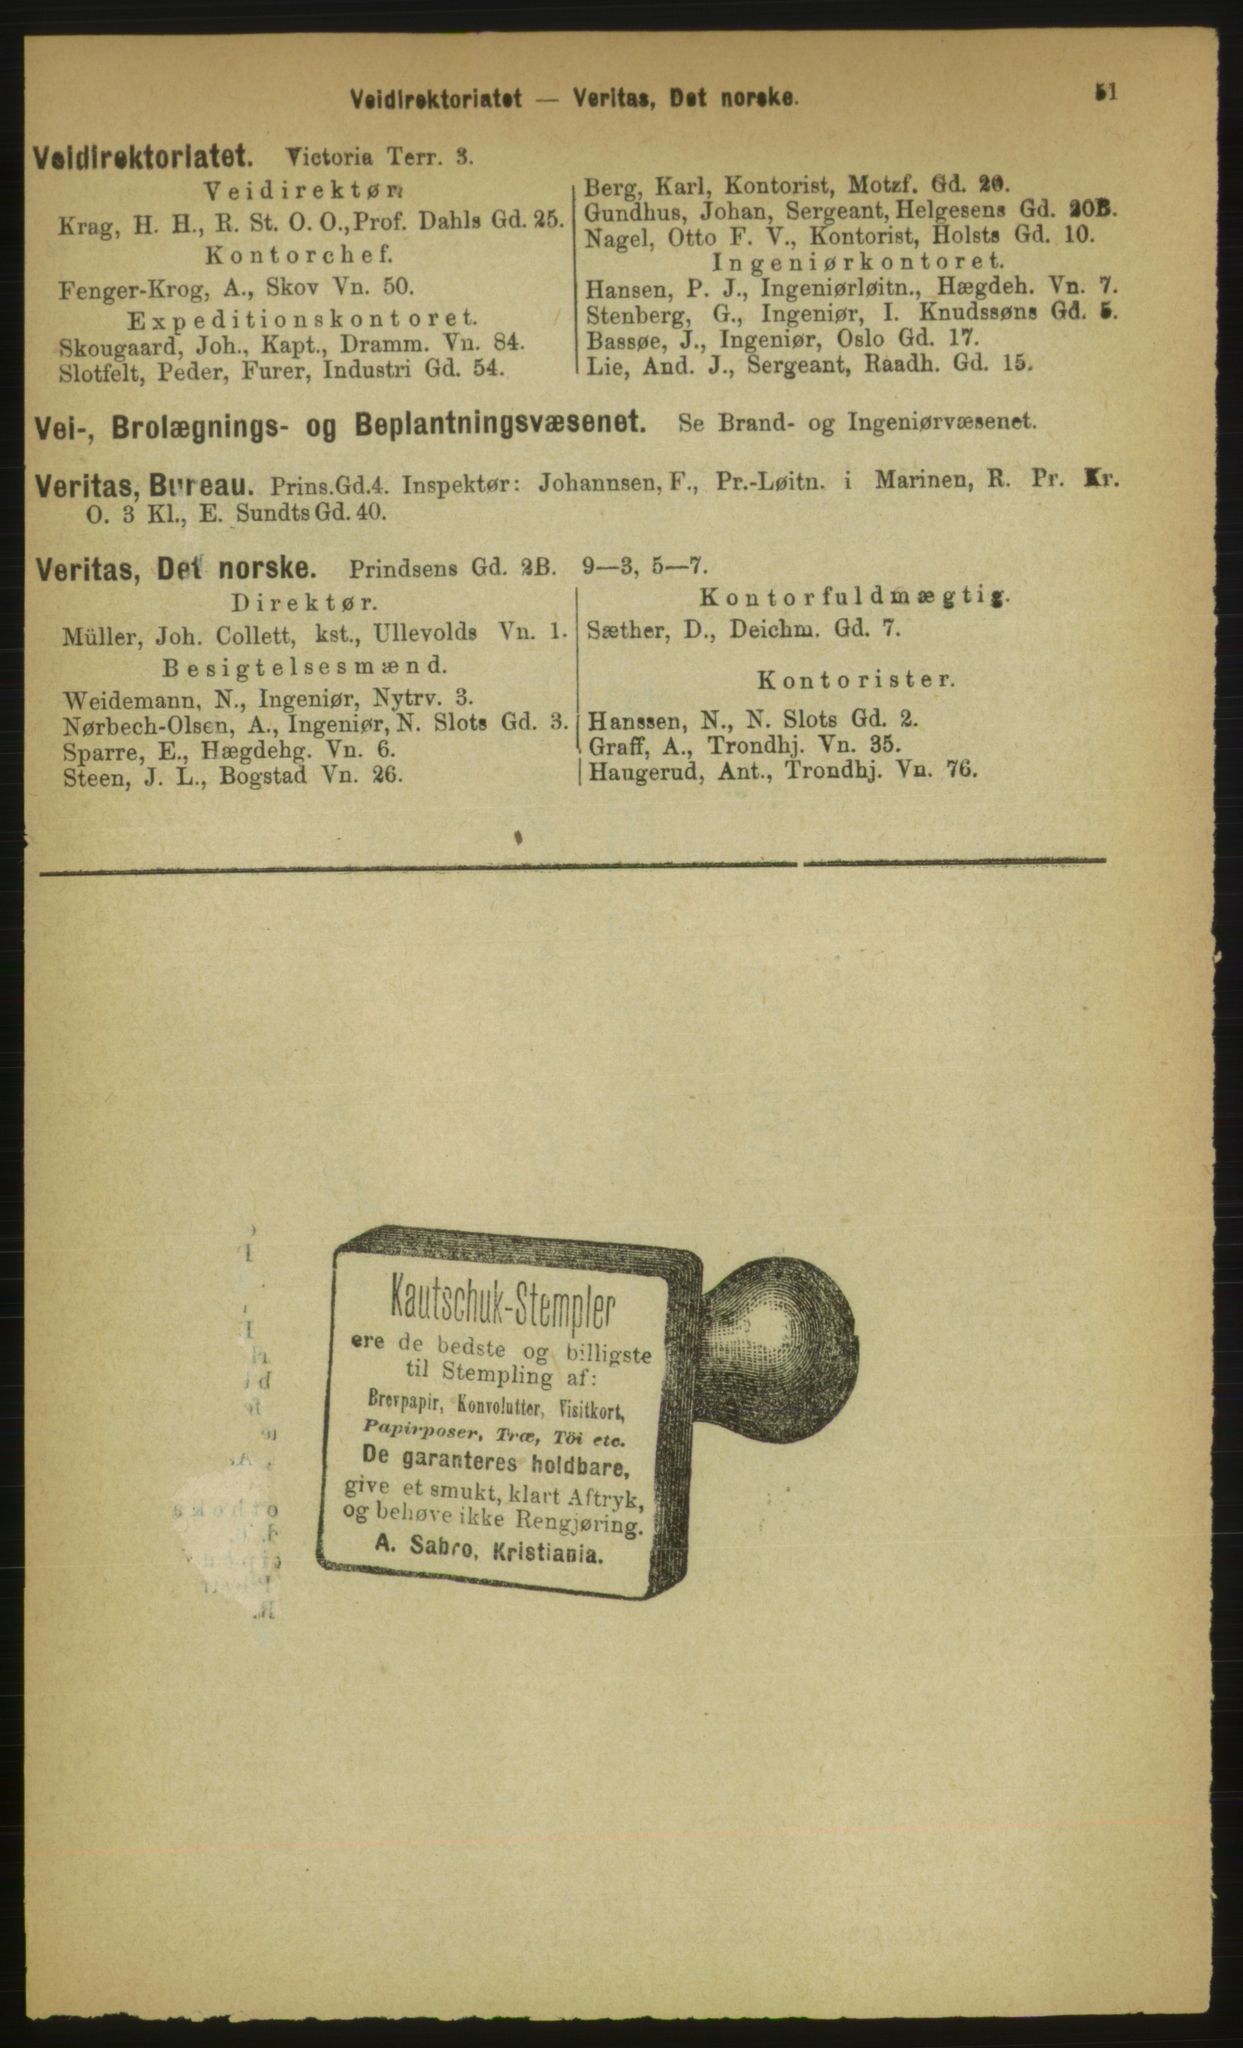 Veidirektoriatet — Veritas, Det norske. 51
Veidirektoriatet. Victoria Terr. 3.
Veidirektør.
Krag, H. H., R. St. O. O., Prof. Dahls Gd. 25.
Kontorchef.
Fenger-Krog, A., Skov Vn. 50.
Expeditionskontoret.
Skougaard, Joh., Kapt., Dramm. Vn. 84.
Slotfelt, Peder, Furer, Industri Gd. 54.
Berg, Karl, Kontorist, Motzf. Gd. 20.
Gundhus, Johan, Sergeant, Helgesens Gd. 20B.
Nagel, Otto F. V., Kontorist, Holsts Gd. 10.
Ingeniørkontoret.
Hansen, P. J., Ingeniørløitn., Hægdeh. Vn. 7.
Stenberg, G., Ingeniør, I. Knudssøns Gd. 5.
Bassøe, J., Ingeniør, Oslo Gd. 17.
Lie, And. J., Sergeant, Raadh. Gd. 15.
Vei-, Brolægnings- og Beplantningsvæsenet. Se Brand- og Ingeniørvæsenet.
Veritas, Bureau. Prins.Gd.4. Inspektør: Johannsen, F., Pr.-Løitn. i Marinen, R. Pr. Kr.
O. 3 Kl., E. Sundts Gd. 40.
Veritas, Det norske. Prindsens Gd. 2B. 9—3, 5—7.
Direktør.
Müller, Joh. Collett, kst., Ullevolds Vn. 1.
Besigtelsesmænd.
Weidemann, N., Ingeniør, Nytrv. 3.
Nørbech-Olsen, A., Ingeniør, N. Slots Gd. 3.
Sparre, E., Hægdehg. Vn. 6.
Steen, J. L., Bogstad Vn. 26.
Kontorfuldmægtig.
Sæther, D., Deichm. Gd. 7.
Kontorister.
Hanssen, N., N. Slots Gd. 2.
Graff, A., Trondhj. Vn. 35.
Haugerud, Ant., Trondhj. Vn. 76.
Kautschuk-Stempler
ere de bedste og billigste
til Stempling af:
Brevpapir, Konvolutter, Visitkort,
Papirposer, Træ, Töi etc.
De garanteres holdbare,
give et smukt, klart Aftryk,
og behøve ikke Rengjøring.
A. Sabro, Kristiania.